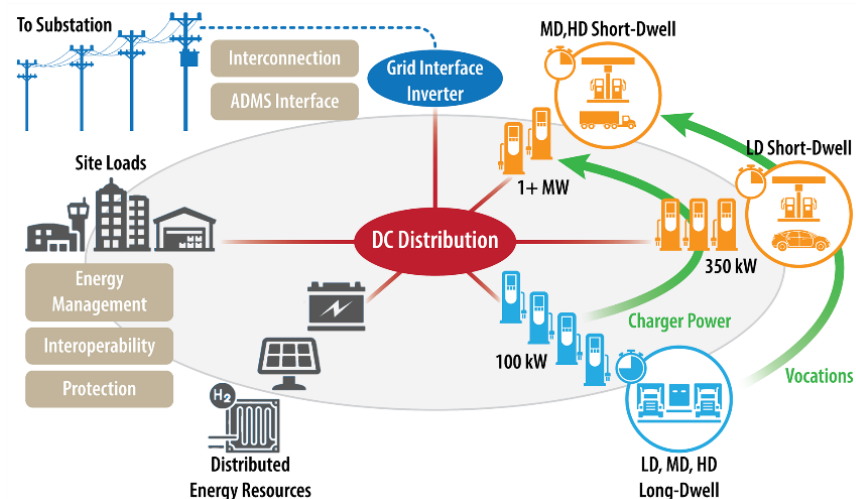 To Substation
Interconnection
ADMS Interface
Grid Interface
Inverter
MD,HD Short-Dwell
LD Short-Dwell
1+ MW
Site Loads
DC Distribution
350 kW
Energy
Management
Interoperability
Protection
100 kW
Charger Power
Vocations
H2
Distributed
Energy Resources
LD, MD, HD
Long-Dwell